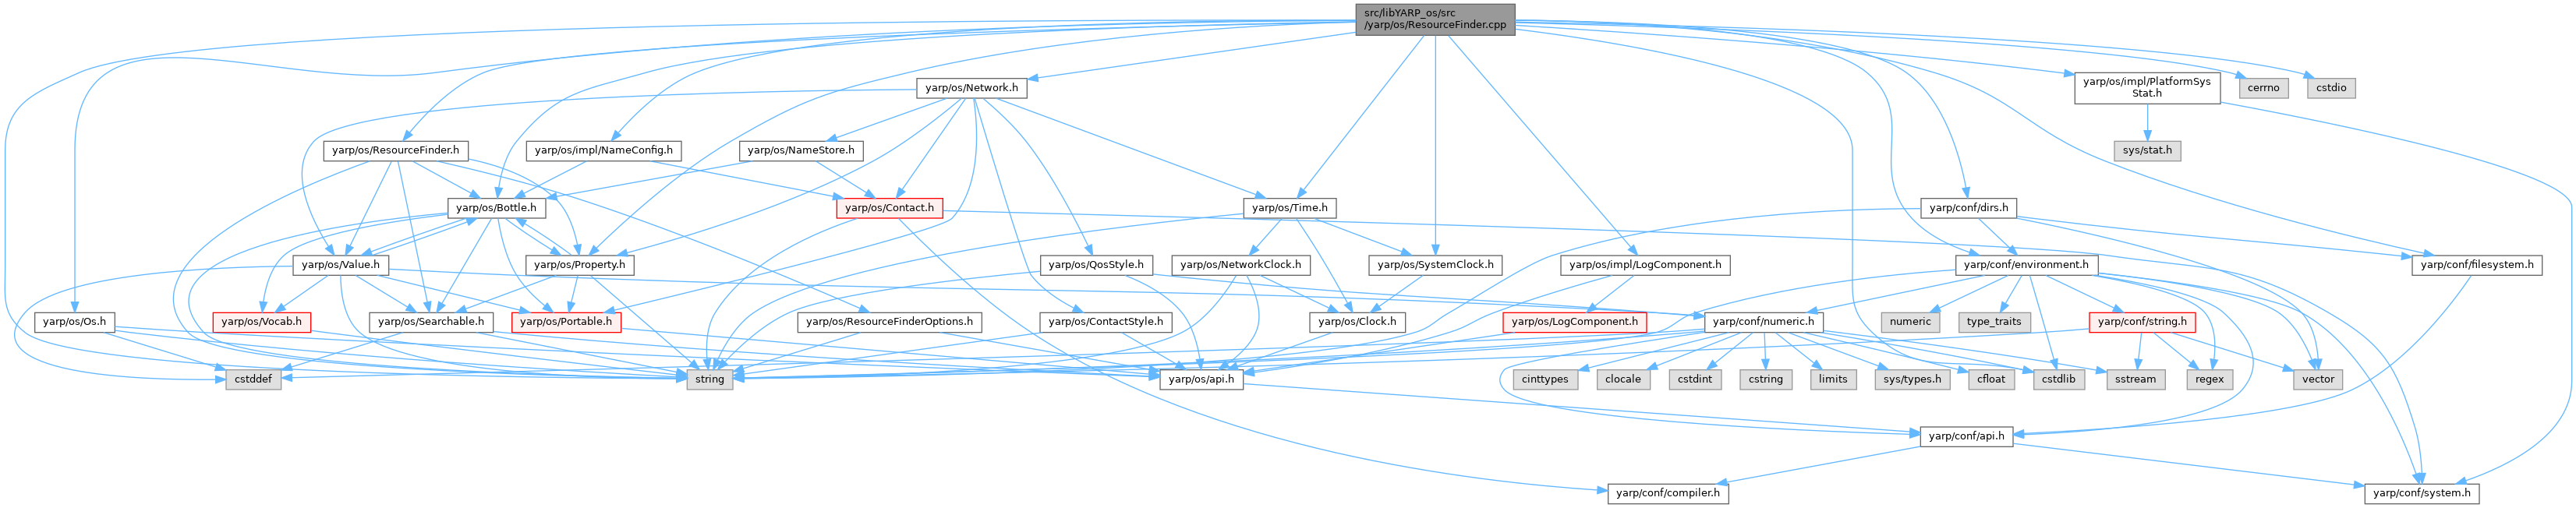 src/libYARP_os/src
/yarp/os/ResourceFinder.cpp
yarp/os/Network.h
yarp/os/impl/PlatformSys
Stat.h
cerrno
cstdio
yarp/os/ResourceFinder.h
yarp/os/impl/NameConfig.h
yarp/os/NameStore.h
sys/stat.h
yarp/os/Bottle.h
yarp/os/Contact.h
yarp/os/Time.h
yarp/conf/dirs.h
yarp/os/Value.h
yarp/os/Property.h
yarp/os/QosStyle.h
yarp/os/NetworkClock.h
yarp/os/SystemClock.h
yarp/os/impl/LogComponent.h
yarp/conf/environment.h
yarp/conf/filesystem.h
yarp/os/Os.h
yarp/os/Vocab.h
yarp/os/Searchable.h
yarp/os/Portable.h
yarp/os/ResourceFinderOptions.h
yarp/os/ContactStyle.h
yarp/os/Clock.h
yarp/os/LogComponent.h
yarp/conf/numeric.h
numeric
type_traits
yarp/conf/string.h
cstddef
string
yarp/os/api.h
cinttypes
clocale
cstdint
cstring
limits
sys/types.h
cfloat
cstdlib
sstream
regex
vector
yarp/conf/api.h
yarp/conf/compiler.h
yarp/conf/system.h